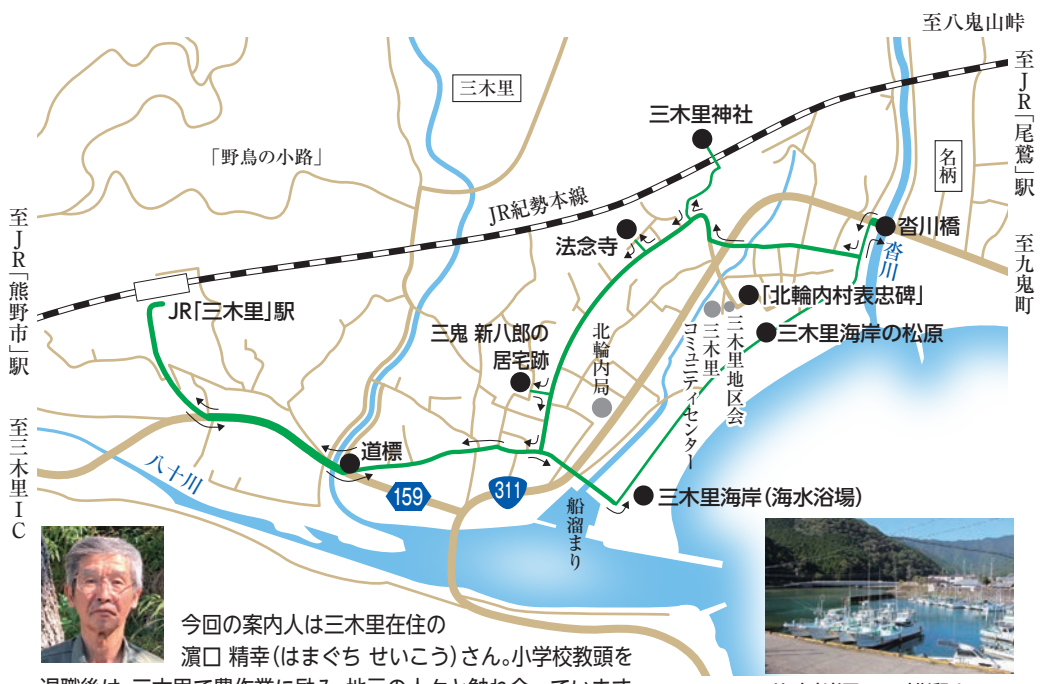 至八鬼山峠
至JR「尾鷲」駅
至九鬼町
三木里
「野鳥の小路」
三木里神社
名柄
JR紀勢本線
法念寺
沓川橋
沓川
至JR「熊野市」駅
JR「三木里」駅
「北輪内村表忠碑」
三木里海岸の松原
三木里地区会
三木里
コミュニティセンター
三鬼 新八郎の
居宅跡
北輪内局
至三木里IC
八十川
道標
159
311
船溜まり
三木里海岸(海水浴場)
今回の案内人は三木里在住の
濵口 精幸(はまぐち せいこう)さん。小学校教頭を